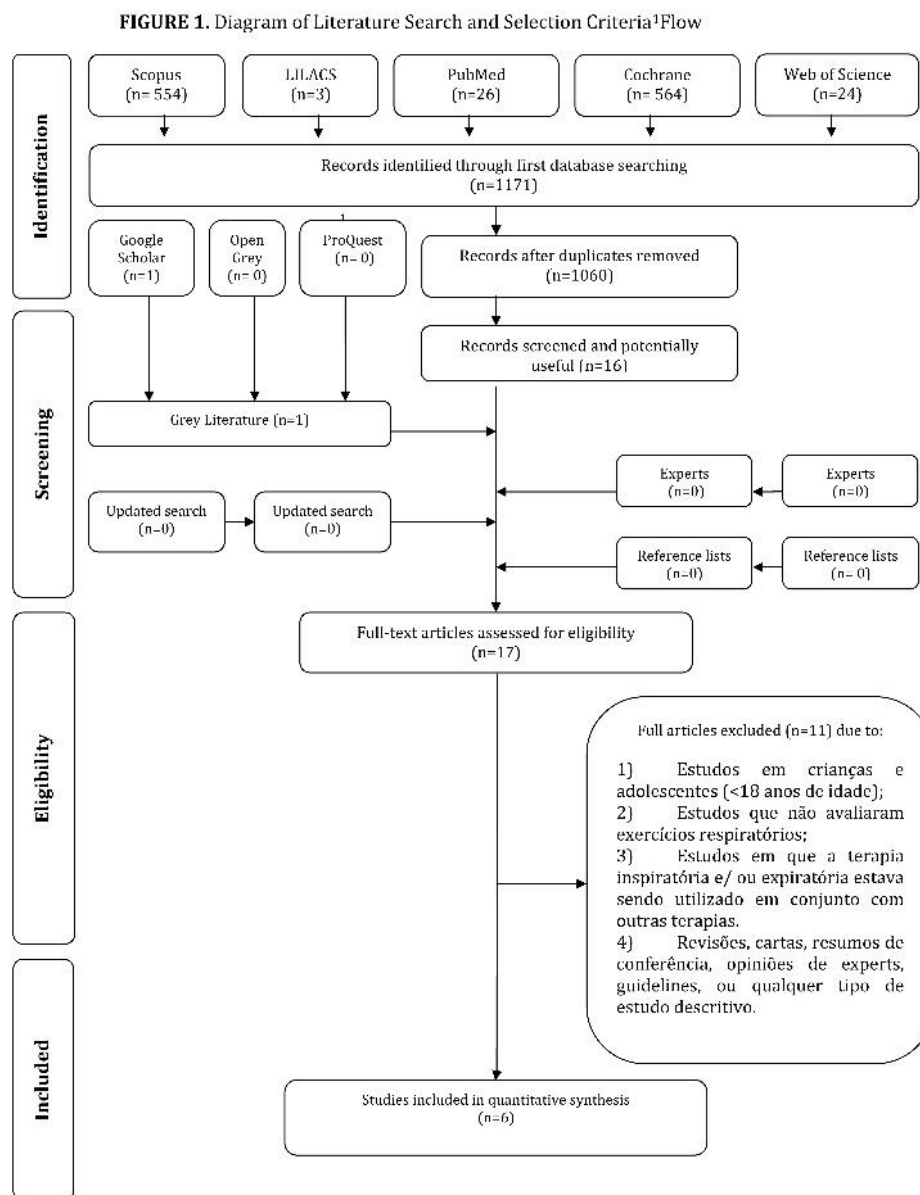 FIGURE 1. Diagram of Literature Search and Selection Criteria¹Flow
Identification
Scopus
(n= 554)
LILACS
(n=3)
PubMed
(n=26)
Cochrane
(n=564)
Web of Science
(n=24)
Records identified through first database searching
(n=1171)
Google
Scholar
(n=1)
Open
Grey
(n= 0)
ProQuest
(n= 0)
Records after duplicates removed
(n=1060)
Screening
Records screened and potentially
useful (n=16)
Grey Literature (n=1)
Experts
(n=0)
Experts
(n=0)
Updated search
(n=0)
Updated search
(n=0)
Reference lists
(n=0)
Reference lists
(n= 0)
Eligibility
Full-text articles assessed for eligibility
(n=17)
Full articles excluded (n=11) due to:
1) Estudos em crianças e
adolescentes (<18 anos de idade);
2) Estudos que não avaliaram
exercícios respiratórios;
3) Estudos em que a terapia
inspiratória e/ ou expiratória estava
sendo utilizado em conjunto com
outras terapias.
4) Revisões, cartas, resumos de
conferência, opiniões de experts,
guidelines, ou qualquer tipo de
estudo descritivo.
Included
Studies included in quantitative synthesis
(n=6)